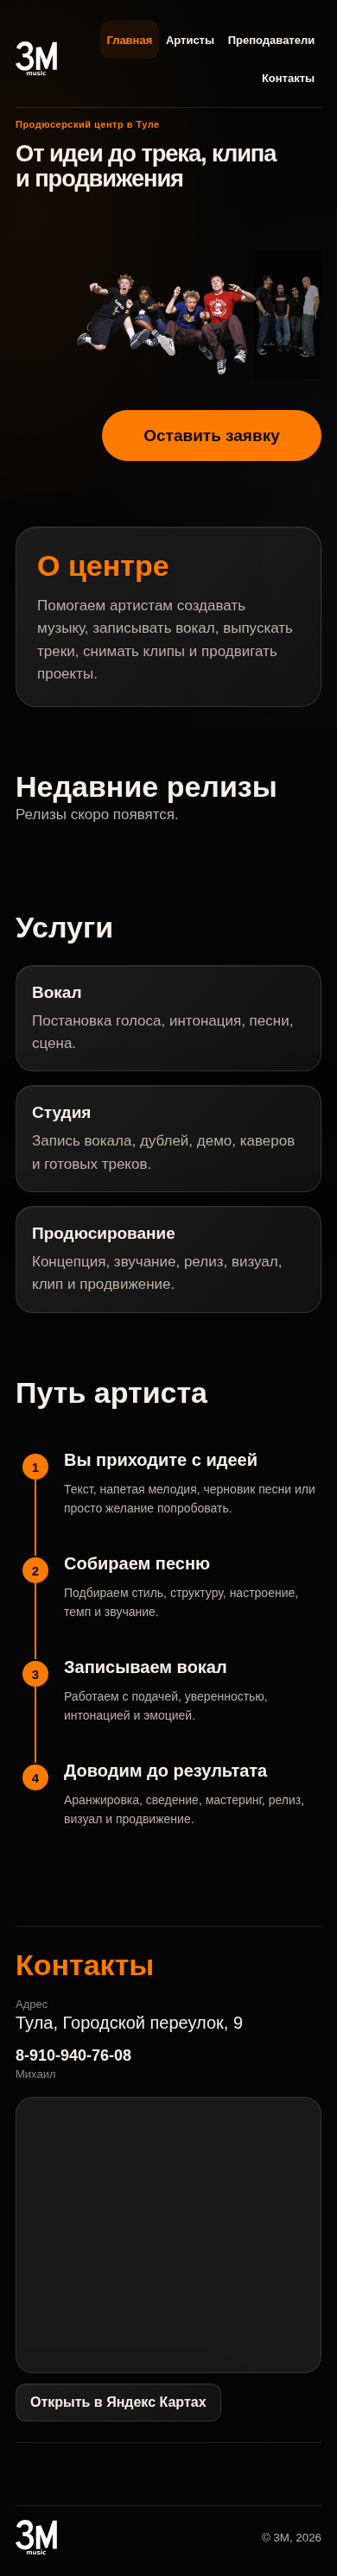 3M
music
Главная Артисты Преподаватели
Контакты
Продюсерский центр в Туле
От идеи до трека, клипа
и продвижения
Оставить заявку
О центре
Помогаем артистам создавать
музыку, записывать вокал, выпускать
треки, снимать клипы и продвигать
проекты.
Недавние релизы
Релизы скоро появятся.
Услуги
Вокал
Постановка голоса, интонация, песни,
сцена.
Студия
Запись вокала, дублей, демо, каверов
и готовых треков.
Продюсирование
Концепция, звучание, релиз, визуал,
клип и продвижение.
Путь артиста
1
Вы приходите с идеей
Текст, напетая мелодия, черновик песни или
просто желание попробовать.
2
Собираем песню
Подбираем стиль, структуру, настроение,
темп и звучание.
3
Записываем вокал
Работаем с подачей, уверенностью,
интонацией и эмоцией.
4
Доводим до результата
Аранжировка, сведение, мастеринг, релиз,
визуал и продвижение.
Контакты
Адрес
Тула, Городской переулок, 9
8-910-940-76-08
Михаил
Открыть в Яндекс Картах
3M
music
© 3М, 2026